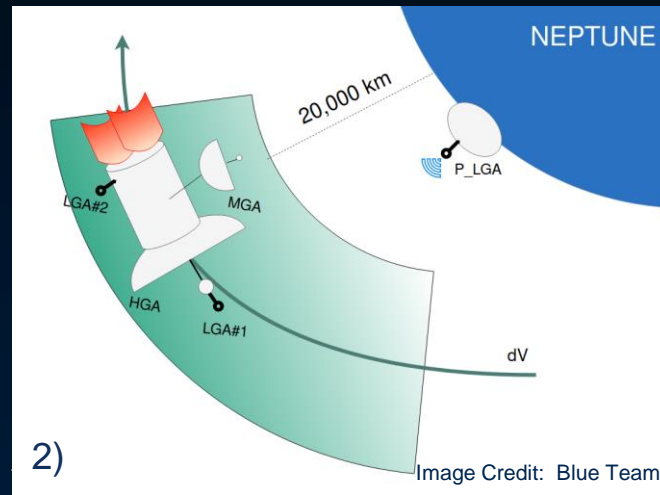 NEPTUNE
20,000 km
P_LGA
MGA
LGA#2
HGA
LGA#1
dV
2)
Image Credit: Blue Team